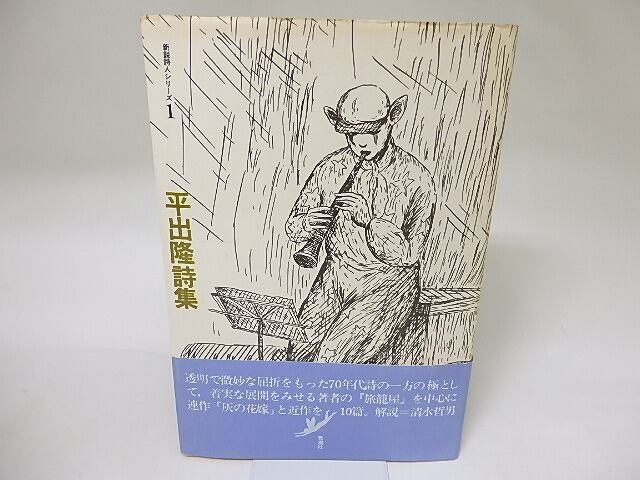 新鋭詩人シリーズ1
平出隆詩集
透明で微妙な屈折をもった70年代詩の一方の極とし
て，着実な展開をみせる著者の『旅籠屋』を中心に
連作「灰の花嫁」と近作を 10篇。解説＝清水哲男
思潮社